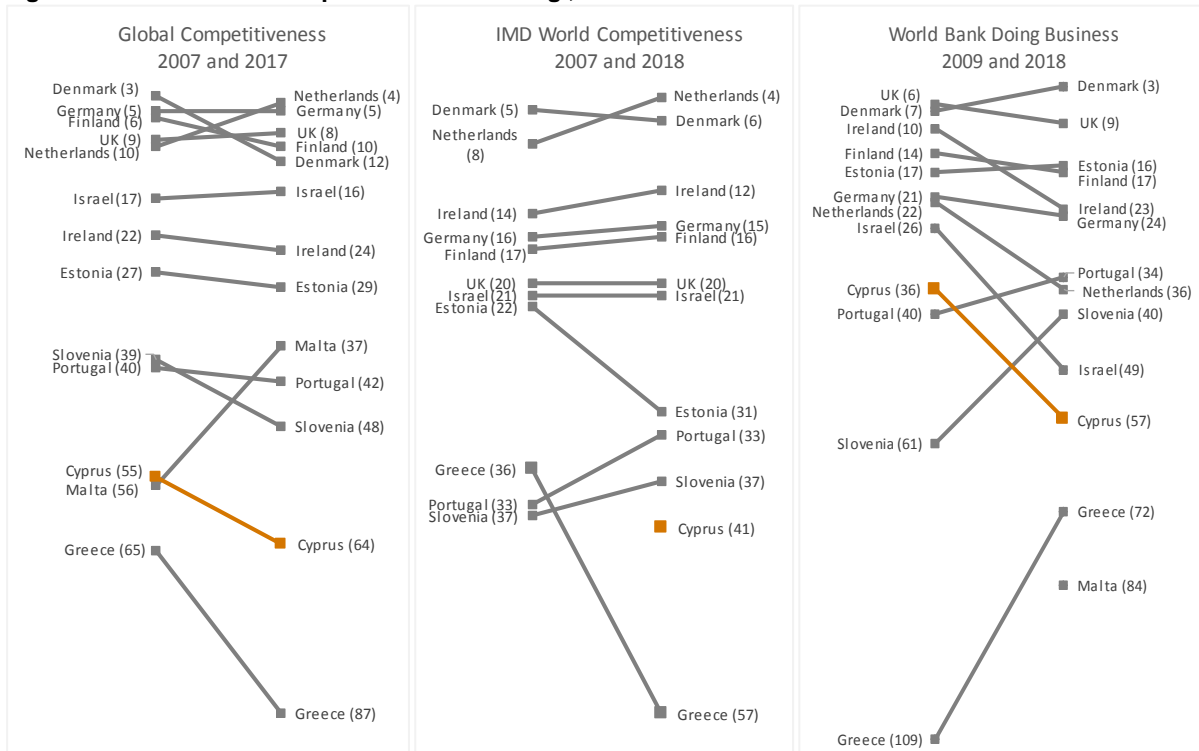 Global Competitiveness
2007 and 2017
Denmark (3)
Germany (5)
Finland (6)
UK (9)
Netherlands (10)
Israel (17)
Ireland (22)
Estonia (27)
Slovenia (39)
Portugal (40)
Cyprus (55)
Malta (56)
Greece (65)
Netherlands (4)
Germany (5)
UK (8)
Finland (10)
Denmark (12)
Israel (16)
Ireland (24)
Estonia (29)
Malta (37)
Portugal (42)
Slovenia (48)
Cyprus (64)
Greece (87)
IMD World Competitiveness
2007 and 2018
Denmark (5)
Netherlands
(8)
Ireland (14)
Germany (16)
Finland (17)
UK (20)
Israel (21)
Estonia (22)
Greece (36)
Portugal (33)
Slovenia (37)
Netherlands (4)
Denmark (6)
Ireland (12)
Germany (15)
Finland (16)
UK (20)
Israel (21)
Estonia (31)
Portugal (33)
Slovenia (37)
Cyprus (41)
Greece (57)
World Bank Doing Business
2009 and 2018
UK (6)
Denmark (7)
Ireland (10)
Finland (14)
Estonia (17)
Germany (21)
Netherlands (22)
Israel (26)
Cyprus (36)
Portugal (40)
Slovenia (61)
Greece (109)
Denmark (3)
UK (9)
Estonia (16)
Finland (17)
Ireland (23)
Germany (24)
Portugal (34)
Netherlands (36)
Slovenia (40)
Israel (49)
Cyprus (57)
Greece (72)
Malta (84)